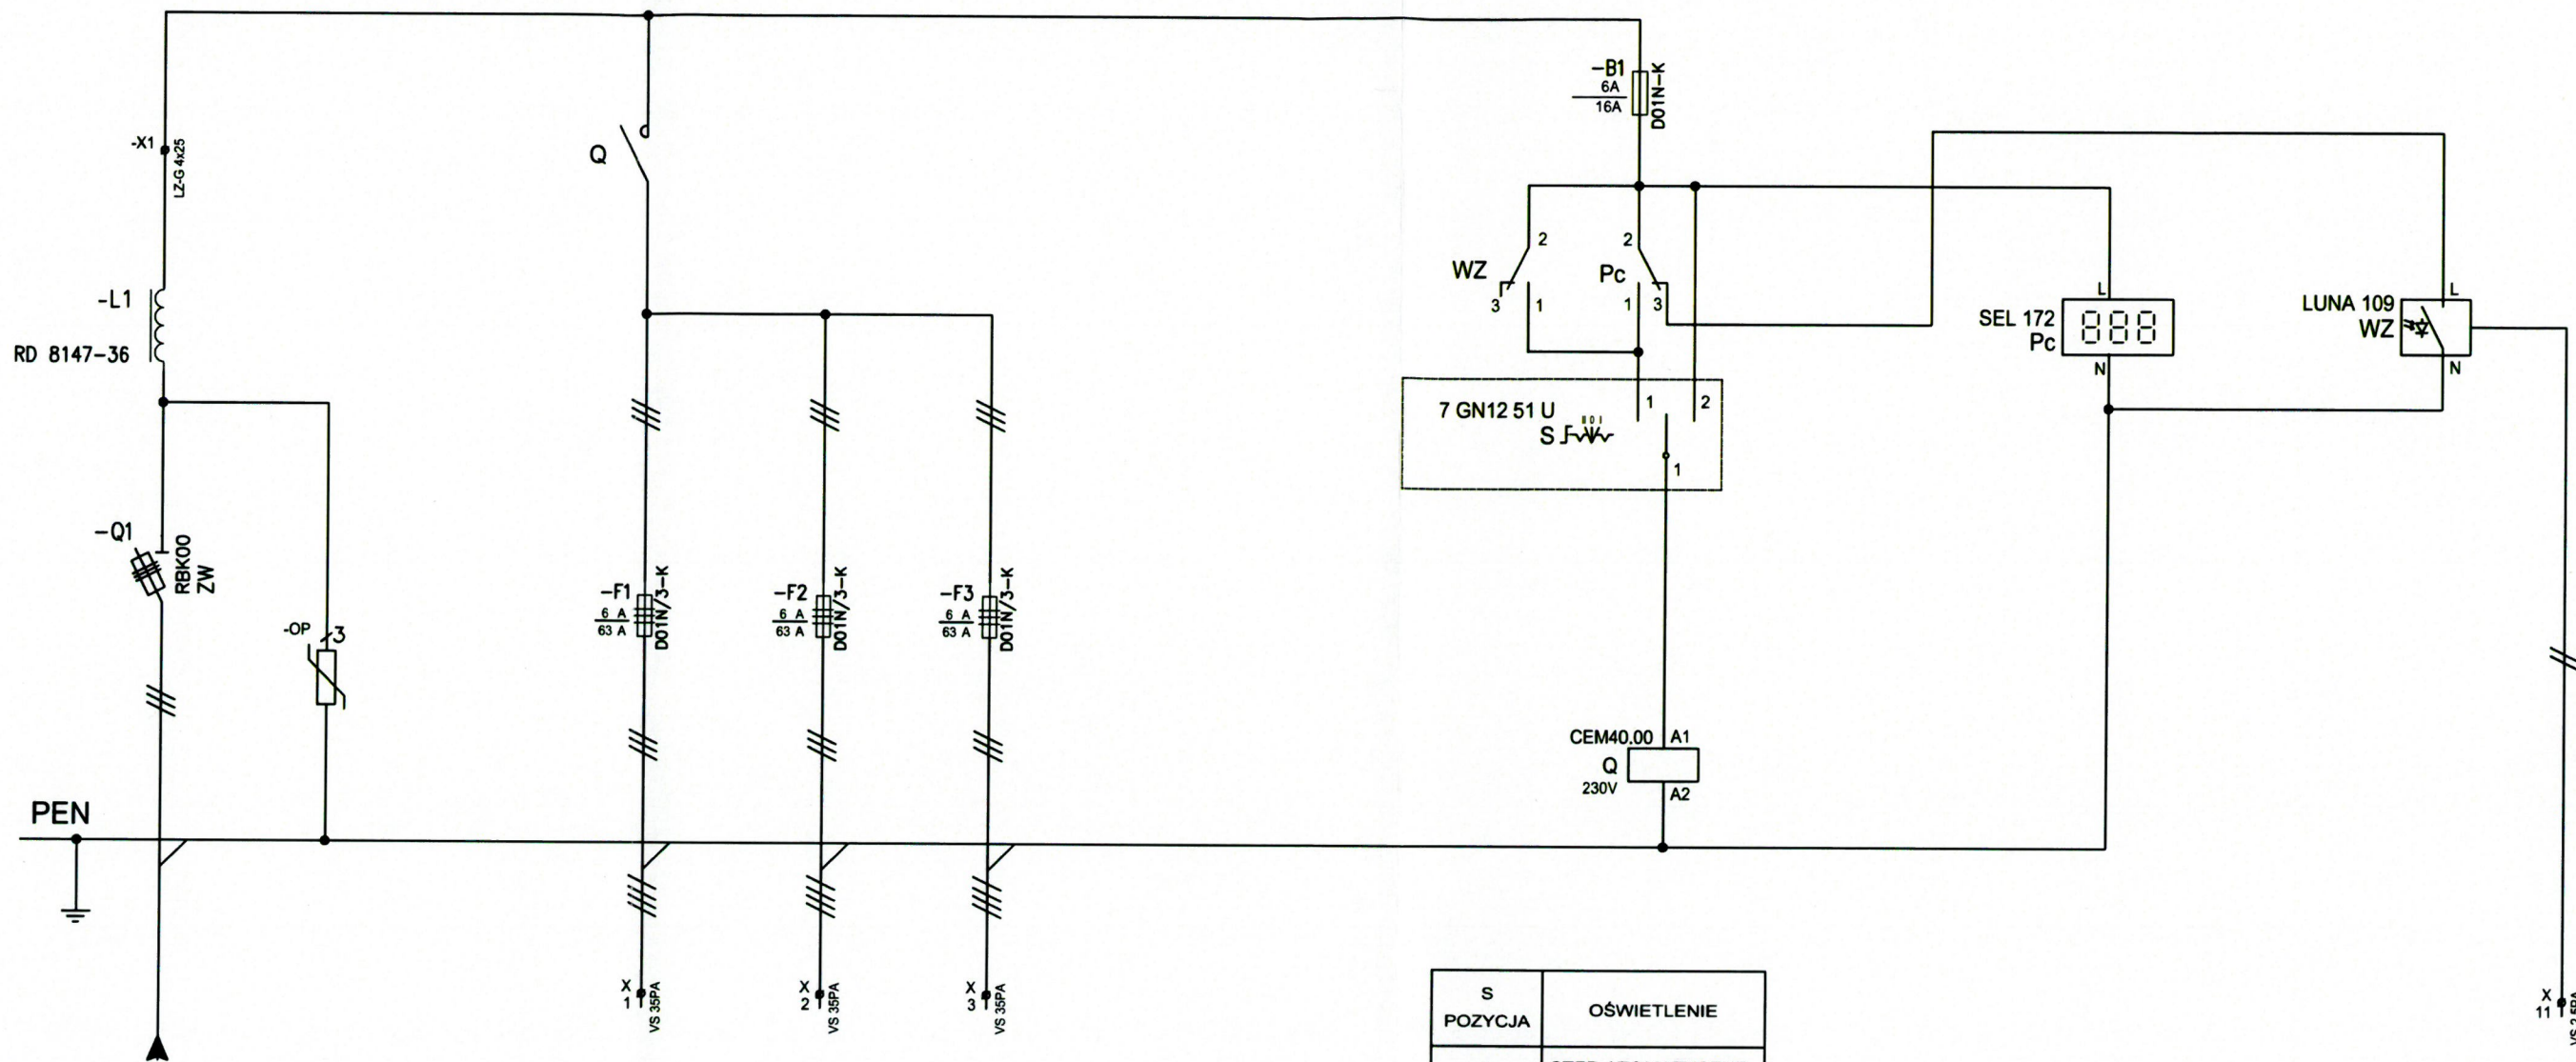 -B1
6A
16A
D01N-K
-X1
LZ-G 4x25
Q
2
2
WZ
Pc
3
1
1
3
-L1
RD 8147-36
L
SEL 172
Pc
888
N
L
LUNA 109
WZ
N
7 GN12 51 U
1
2
II 0 I
S
1
-Q1
RBK00
ZW
-OP
3
-F1
6 A
63 A
D01N/3-K
-F2
6 A
63 A
D01N/3-K
-F3
6 A
63 A
D01N/3-K
CEM40.00
A1
Q
230V
A2
PEN
X
1
VS 35PA
X
2
VS 35PA
X
3
VS 35PA
S
POZYCJA
OŚWIETLENIE
X
11